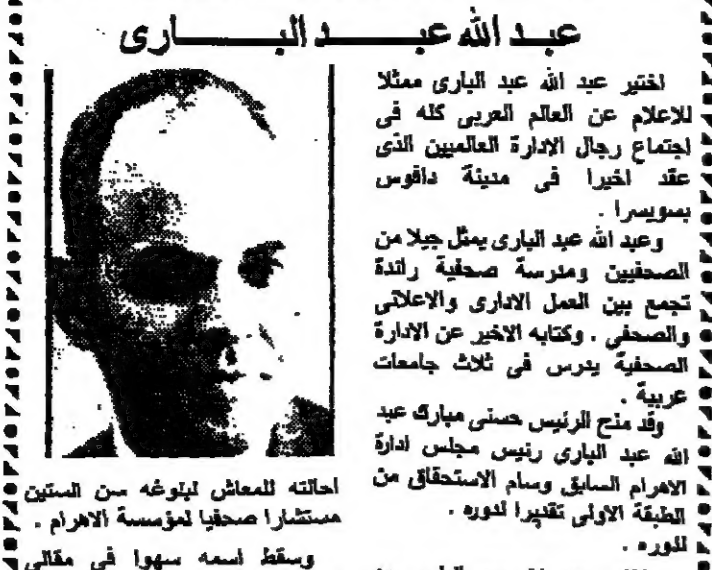 عبد الله عبد البارى
اختير عبد الله عبد البارى ممثلا
للاعلام عن العالم العربى كله فى
اجتماع رجال الادارة العالميين الذى
عقد اخيرا فى مدينة دافوس
بسويسرا .
وعبد الله عبد البارى يمثل جيلا من
الصحفيين ومدرسة صحفية رائدة
تجمع بين العمل الادارى والاعلانى
والصحفي . وكتابه الاخير عن الادارة
الصحفية يدرس فى ثلاث جامعات
عربية .
وقد منح الرئيس حسنى مبارك عبد
الله عبد الباري رئيس مجلس ادارة
الاهرام السابق وسام الاستحقاق من
الطبقة الاولى تقديرا لدوره .
لدوره .
احالته للمعاش لبلوغه سن الستين
مستشارا صحفيا لمؤسسة الاهرام .
وسقط اسمه سهوا فى مقالى